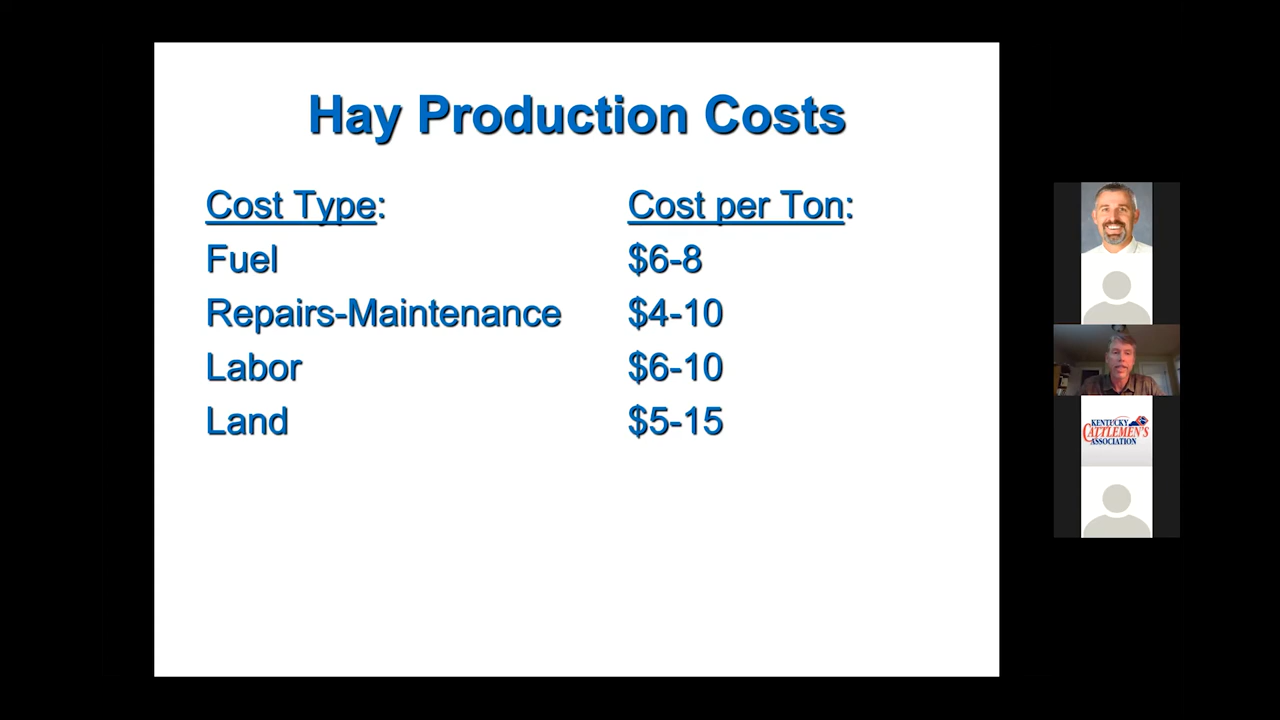 Hay Production Costs
Cost Type: Cost per Ton:
Fuel $6-8
Repairs-Maintenance $4-10
Labor $6-10
Land $5-15
KENTUCKY
CATTLEMEN'S
ASSOCIATION